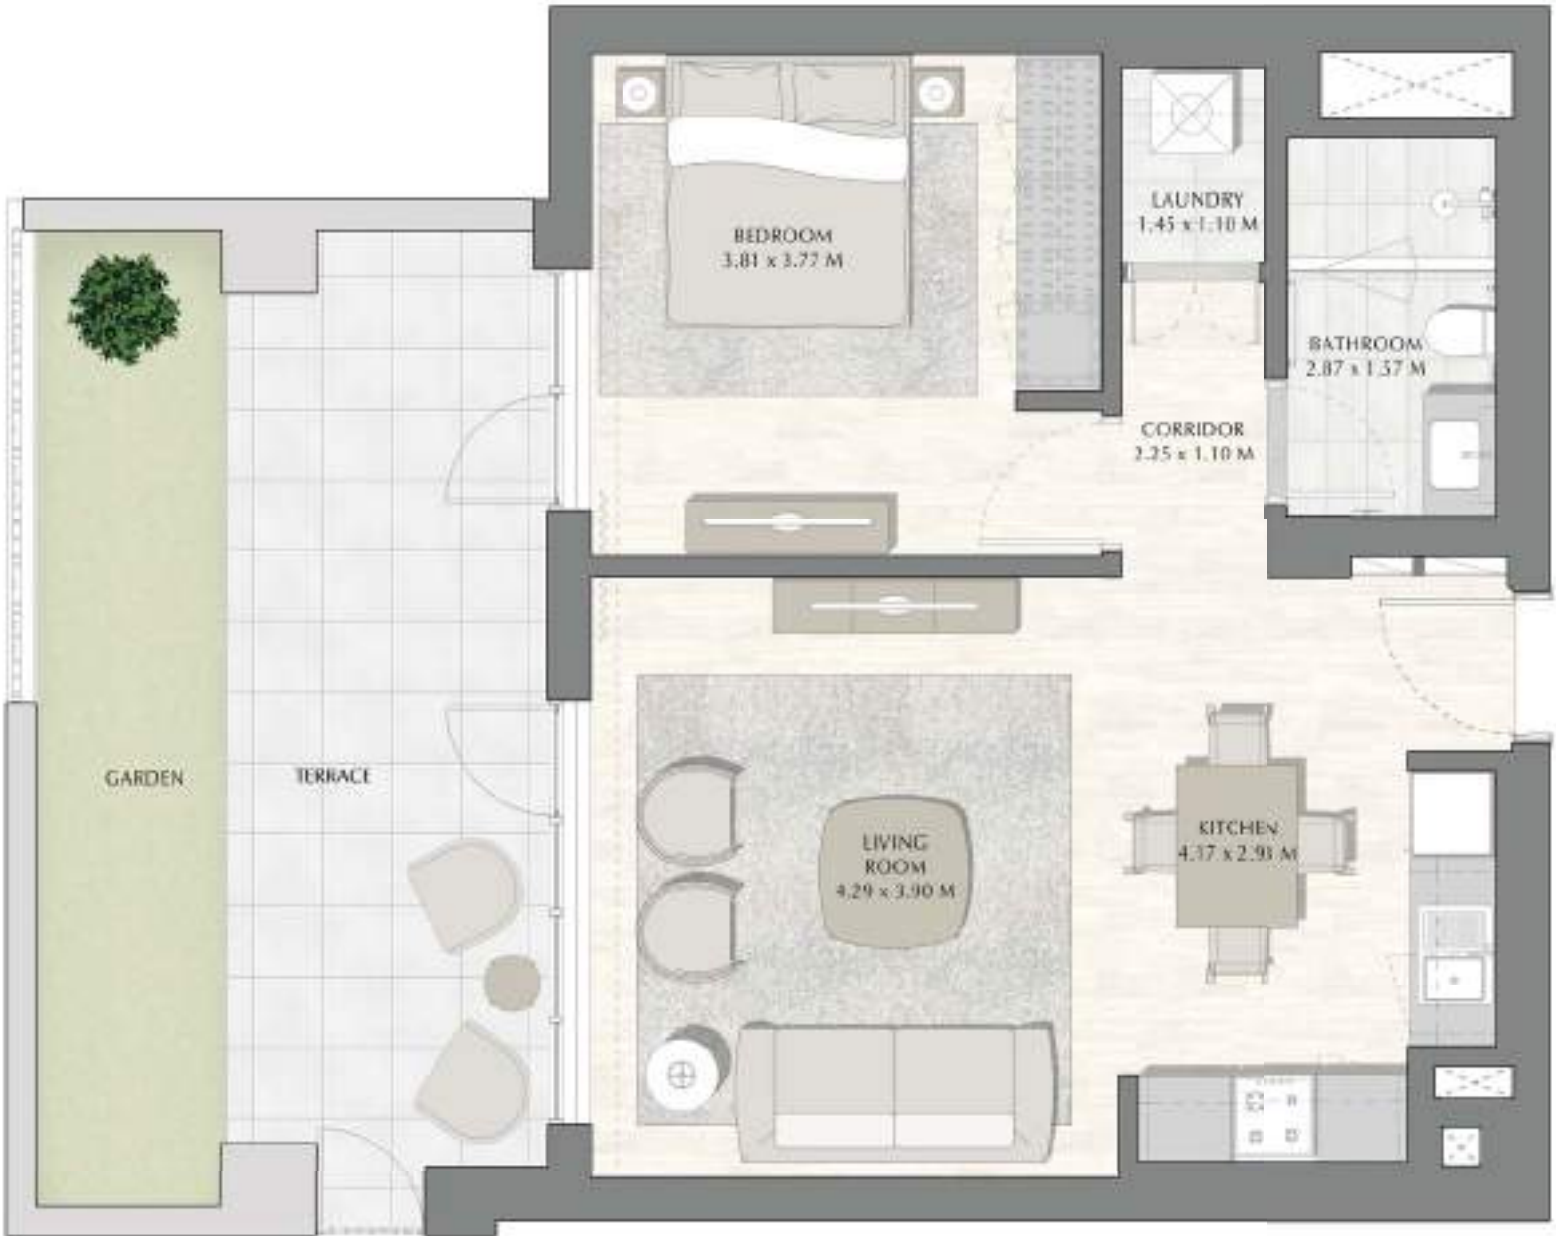 BEDROOM
3.81 x 3.77 M
LAUNDRY
1.45 x 1.10 M
BATHROOM
2.87 x 1.57 M
CORRIDOR
2.25 x 1.10 M
GARDEN
TERRACE
LIVING
ROOM
4.29 x 3.90 M
KITCHEN
4.17 x 2.93 M